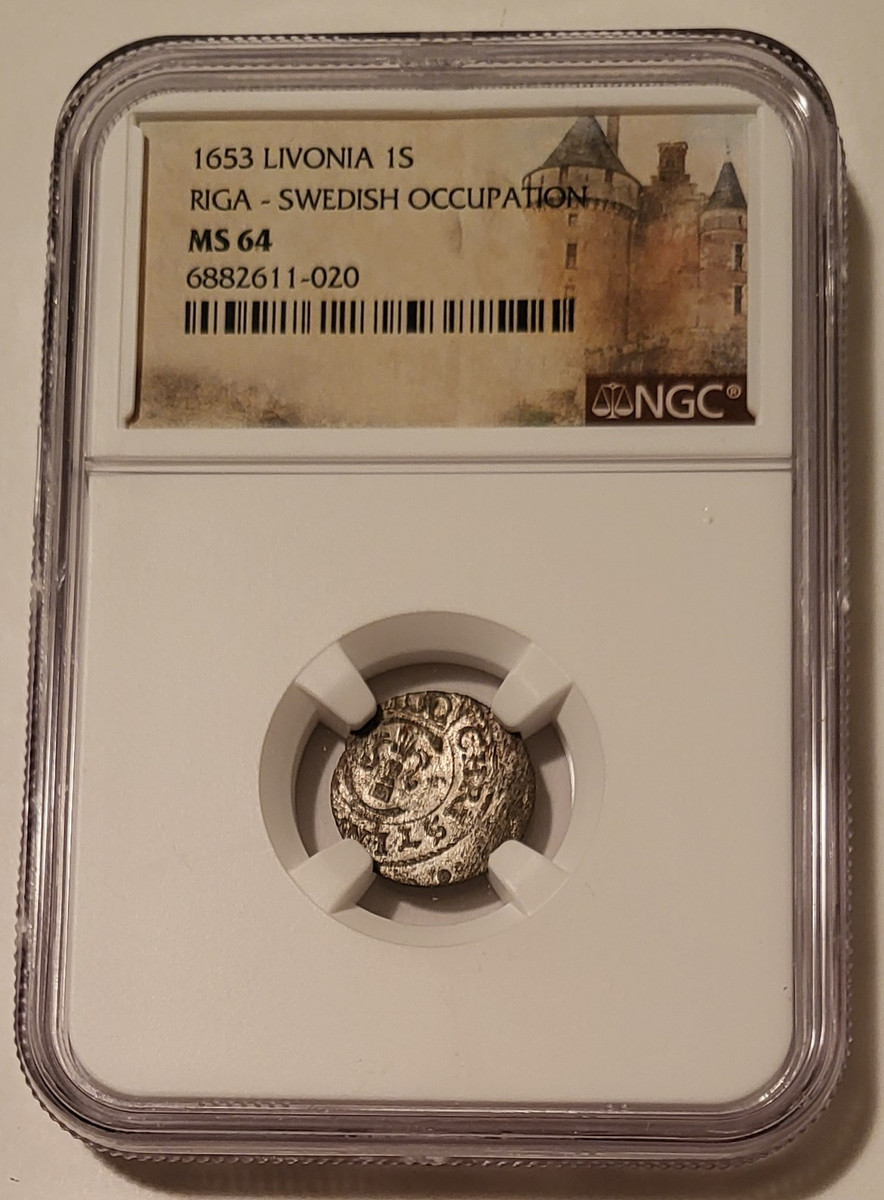 1653 LIVONIA 1S
RIGA - SWEDISH OCCUPATION
MS 64
6882611-020
NGC®